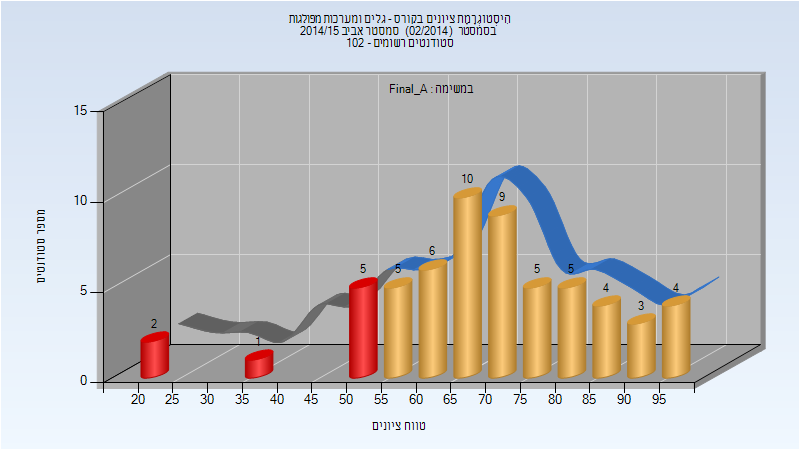 היסטוגרמת ציונים בקורס - גלים ומערכות מפולגות
בסמסטר (02/2014) סמסטר אביב 2014/15
סטודנטים רשומים - 102
במשימה : Final_A
מספר סטודנטים
15
10
5
0
2
1
5
5
6
10
9
5
5
4
3
4
20 25 30 35 40 45 50 55 60 65 70 75 80 85 90 95
טווח ציונים